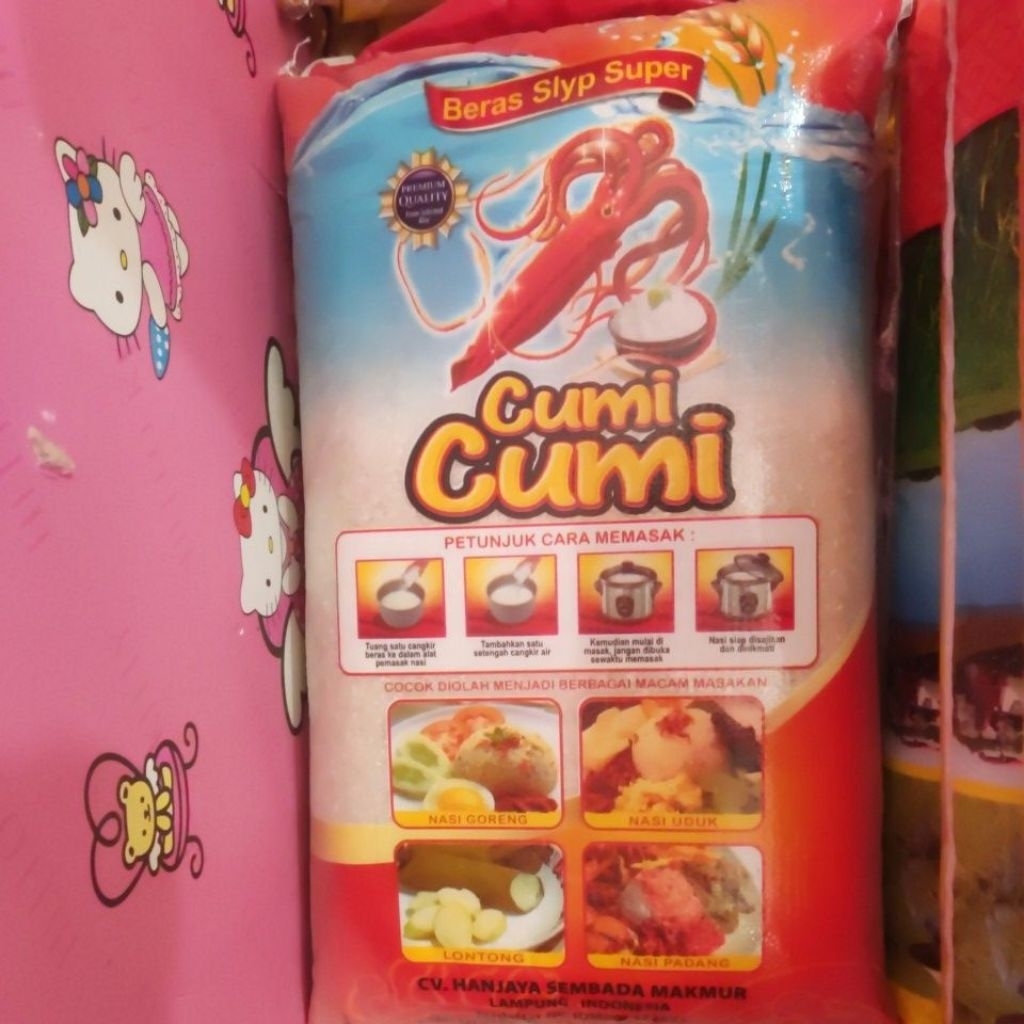 Beras Slyp Super
PREMIUM
QUALITY
Cumi
Cumi
PETUNJUK CARA MEMASAK :
Tuang satu cangkir
beras ke dalam alat
pemasak nasi
Tambahkan satu
setengah cangkir air
Kemudian mulai di
masak, jangan dibuka
sewaktu memasak
Nasi siap disajikan
dan dinikmati
COCOK DIOLAH MENJADI BERBAGAI MACAM MASAKAN
NASI GORENG
NASI UDUK
LONTONG
NASI PADANG
CV. HANJAYA SEMBADA MAKMUR
LAMPUNG - INDONESIA